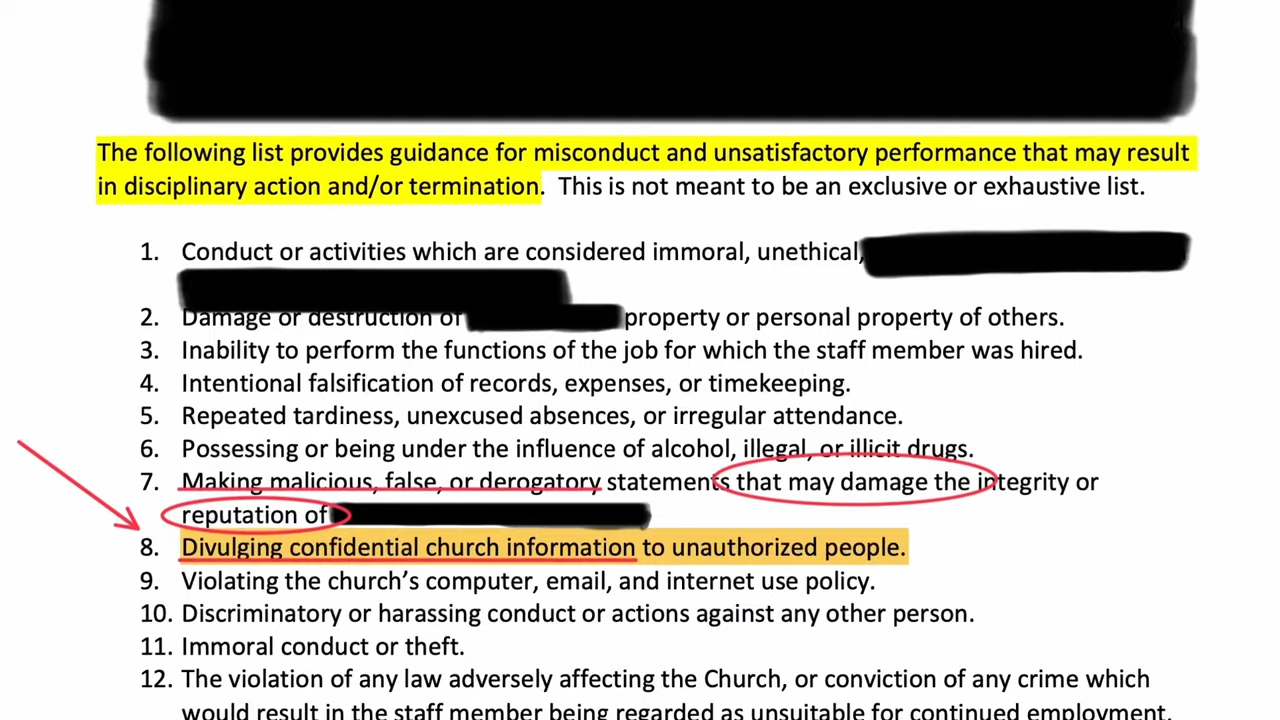 The following list provides guidance for misconduct and unsatisfactory performance that may result
in disciplinary action and/or termination.  This is not meant to be an exclusive or exhaustive list.
1. Conduct or activities which are considered immoral, unethical,
2. Damage or destruction of property or personal property of others.
3. Inability to perform the functions of the job for which the staff member was hired.
4. Intentional falsification of records, expenses, or timekeeping.
5. Repeated tardiness, unexcused absences, or irregular attendance.
6. Possessing or being under the influence of alcohol, illegal, or illicit drugs.
7. Making malicious, false, or derogatory statements that may damage the integrity or
reputation of
8. Divulging confidential church information to unauthorized people.
9. Violating the church's computer, email, and internet use policy.
10. Discriminatory or harassing conduct or actions against any other person.
11. Immoral conduct or theft.
12. The violation of any law adversely affecting the Church, or conviction of any crime which
would result in the staff member being regarded as unsuitable for continued employment.